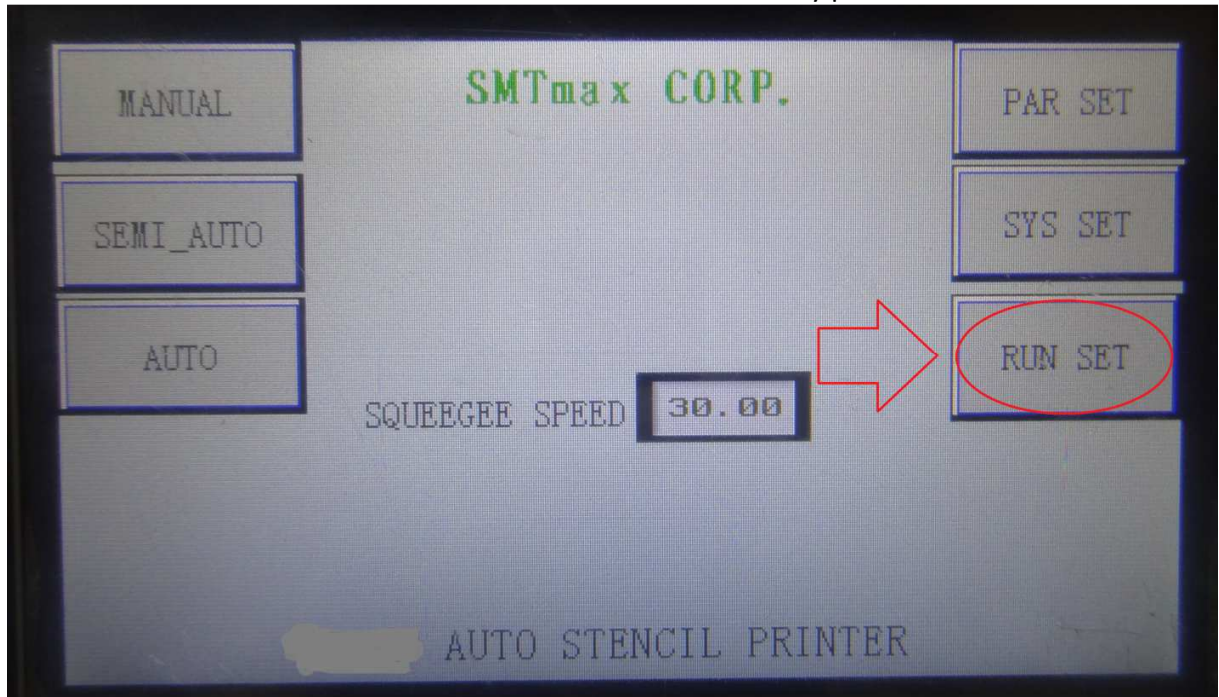 SMTmax CORP.
MANUAL
PAR SET
SEMI_AUTO
SYS SET
AUTO
RUN SET
SQUEEGEE SPEED 30.00
AUTO STENCIL PRINTER